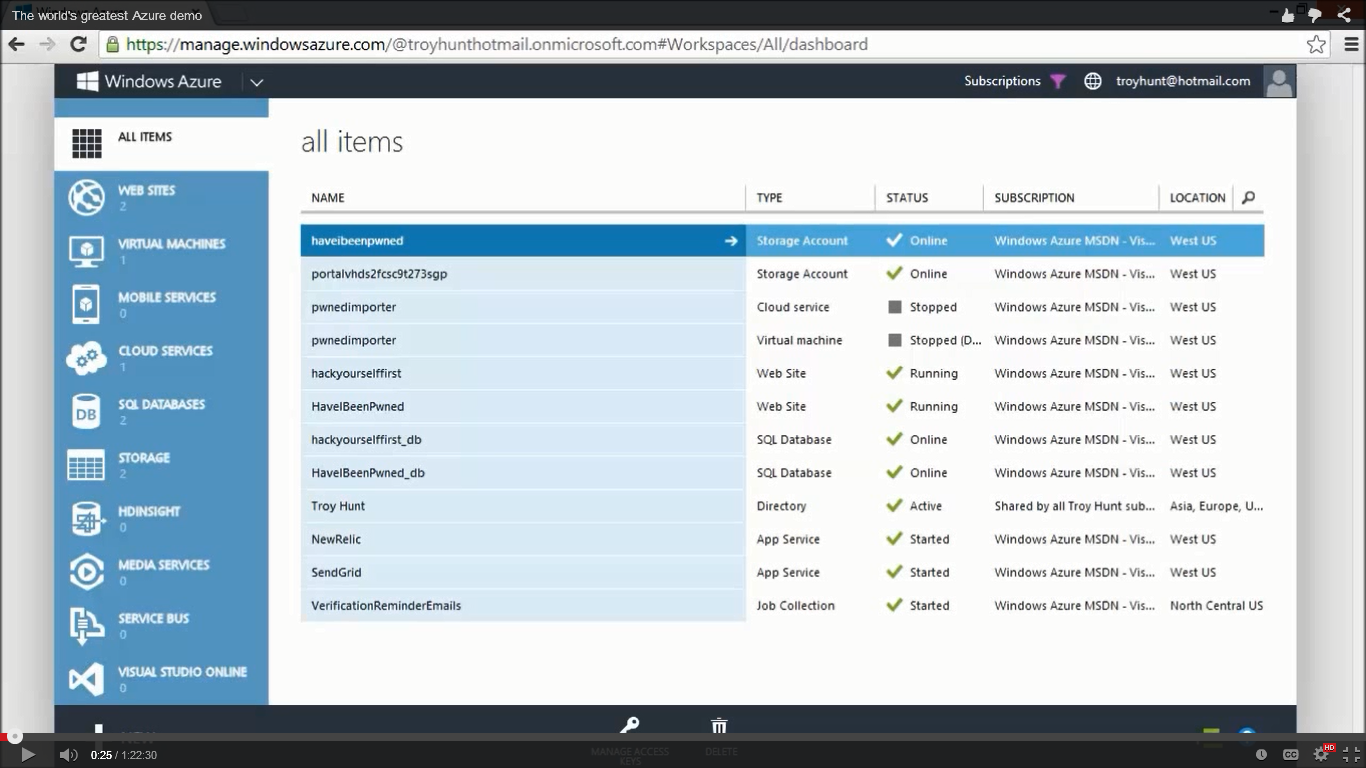 The world's greatest Azure demo
https://manage.windowsazure.com/@troyhunthotmail.onmicrosoft.com#Workspaces/All/dashboard
Windows Azure
Subscriptions
troyhunt@hotmail.com
ALL ITEMS
WEB SITES
2
VIRTUAL MACHINES
1
MOBILE SERVICES
0
CLOUD SERVICES
1
DB
SQL DATABASES
2
STORAGE
2
HDINSIGHT
0
MEDIA SERVICES
0
SERVICE BUS
0
VISUAL STUDIO ONLINE
0
all items
NAME TYPE STATUS SUBSCRIPTION LOCATION
haveibeenpwned Storage Account Online Windows Azure MSDN - Vis... West US
portalvhds2fcsc9t273sgp Storage Account Online Windows Azure MSDN - Vis... West US
pwnedimporter Cloud service Stopped Windows Azure MSDN - Vis... West US
pwnedimporter Virtual machine Stopped (D... Windows Azure MSDN - Vis... West US
hackyourselffirst Web Site Running Windows Azure MSDN - Vis... West US
HaveIBeenPwned Web Site Running Windows Azure MSDN - Vis... West US
hackyourselffirst_db SQL Database Online Windows Azure MSDN - Vis... West US
HaveIBeenPwned_db SQL Database Online Windows Azure MSDN - Vis... West US
Troy Hunt Directory Active Shared by all Troy Hunt sub... Asia, Europe, U...
NewRelic App Service Started Windows Azure MSDN - Vis... West US
SendGrid App Service Started Windows Azure MSDN - Vis... West US
VerificationReminderEmails Job Collection Started Windows Azure MSDN - Vis... North Central US
NEW
MANAGE ACCESS
KEYS
DELETE
0:25 / 1:22:30
CC
HD